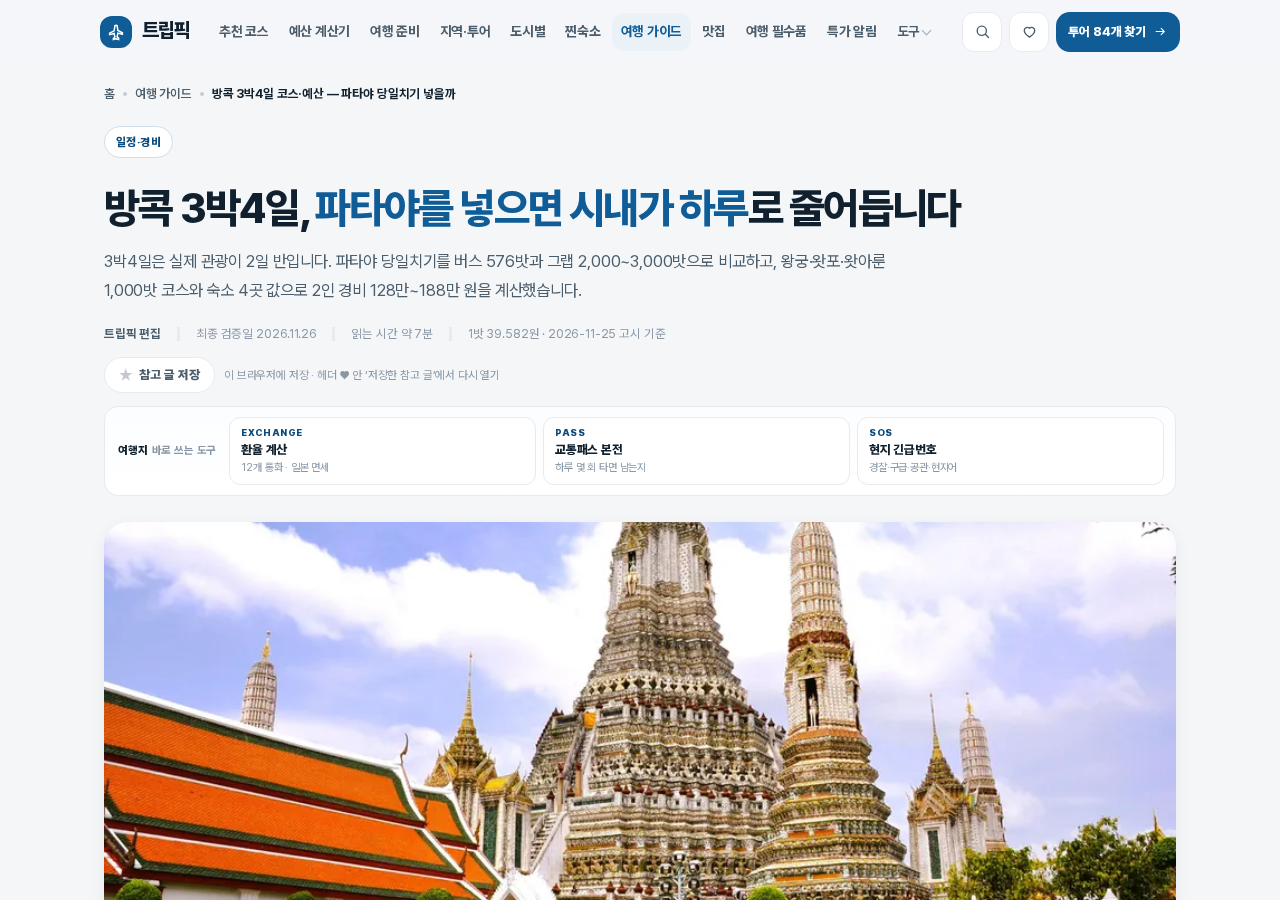 트립픽
추천 코스
예산 계산기
여행 준비
지역·투어
도시별
찐숙소
여행 가이드
맛집
여행 필수품
특가 알림
도구
투어 84개 찾기 →
홈 • 여행 가이드 • 방콕 3박4일 코스·예산 — 파타야 당일치기 넣을까
일정·경비
방콕 3박4일, 파타야를 넣으면 시내가 하루로 줄어듭니다
3박4일은 실제 관광이 2일 반입니다. 파타야 당일치기를 버스 576밧과 그랩 2,000~3,000밧으로 비교하고, 왕궁·왓포·왓아룬
1,000밧 코스와 숙소 4곳 값으로 2인 경비 128만~188만 원을 계산했습니다.
트립픽 편집 | 최종 검증일 2026.11.26 | 읽는 시간 약 7분 | 1밧 39.582원 · 2026-11-25 고시 기준
★ 참고 글 저장
이 브라우저에 저장 · 헤더 ♥ 안 '저장한 참고 글'에서 다시 열기
여행지 바로 쓰는 도구
EXCHANGE
환율 계산
12개 통화 · 일본 면세
PASS
교통패스 본전
하루 몇 회 타면 남는지
SOS
현지 긴급번호
경찰·구급·공관·현지어